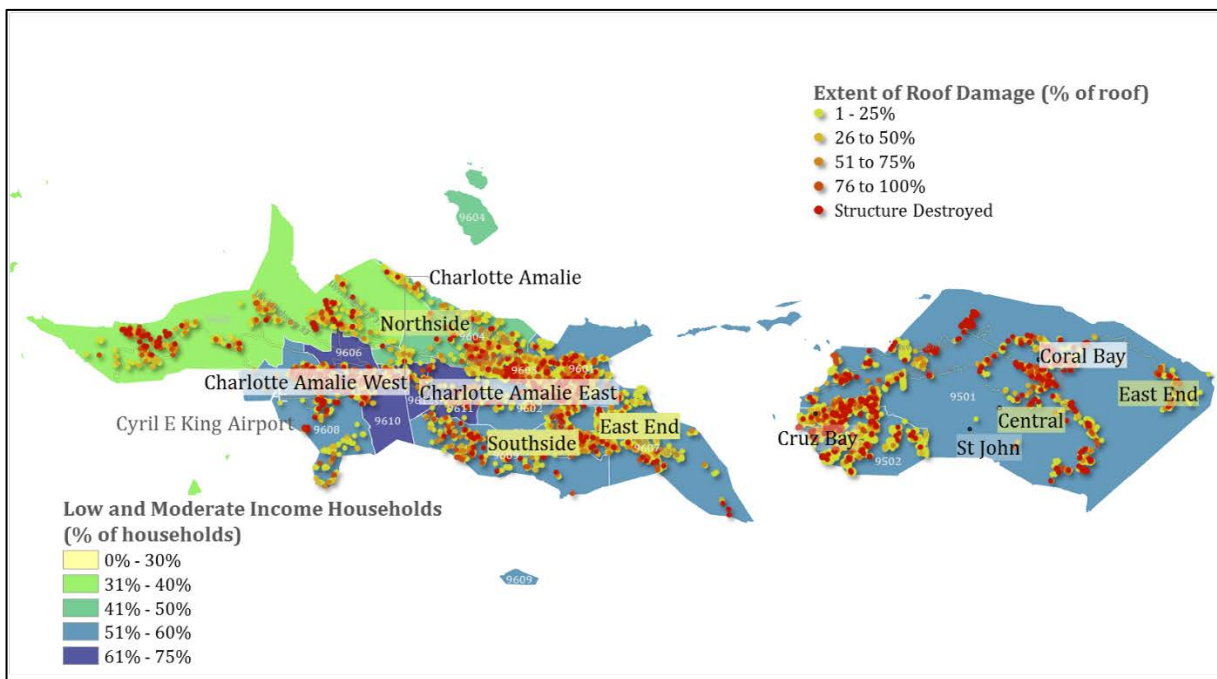 Extent of Roof Damage (% of roof)
1 - 25%
26 to 50%
51 to 75%
76 to 100%
Structure Destroyed
9604
Charlotte Amalie
Northside
9604
9606
Charlotte Amalie West
Charlotte Amalie East
9611
9602
Cyril E King Airport
9608
9610
Southside
East End
Coral Bay
East End
9501
Central
Cruz Bay
St John
9502
9609
Low and Moderate Income Households
(% of households)
0% - 30%
31% - 40%
41% - 50%
51% - 60%
61% - 75%